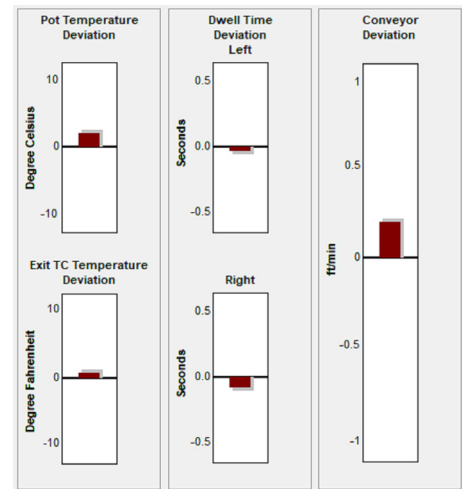 Pot Temperature
Deviation
10
0
-10
Degree Celsius
Exit TC Temperature
Deviation
10
0
-10
Degree Fahrenheit
Dwell Time
Deviation
Left
0.5
0.0
-0.5
Seconds
Right
0.5
0.0
-0.5
Seconds
Conveyor
Deviation
1
0.5
0
-0.5
-1
ft/min